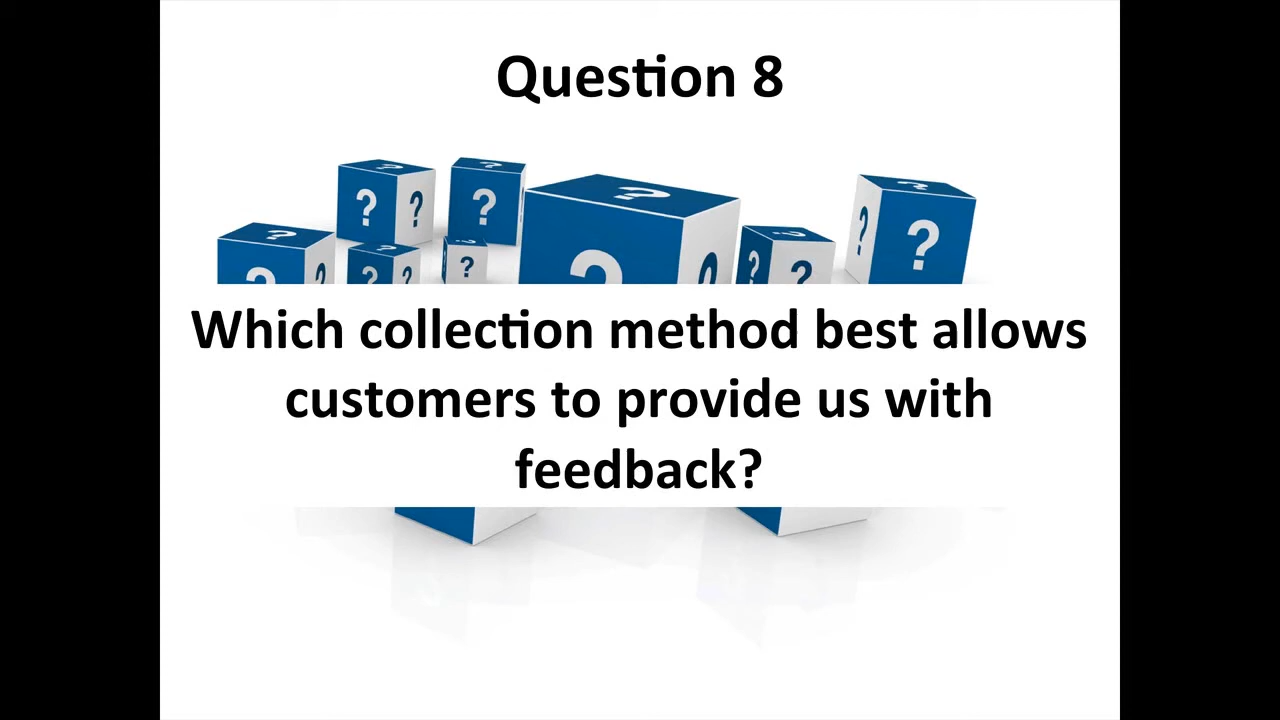 Question 8
? ? ? ? ? ? ?
? ? ? ? ? ?
? ? ? ? ? ? ?
Which collection method best allows
customers to provide us with
feedback?